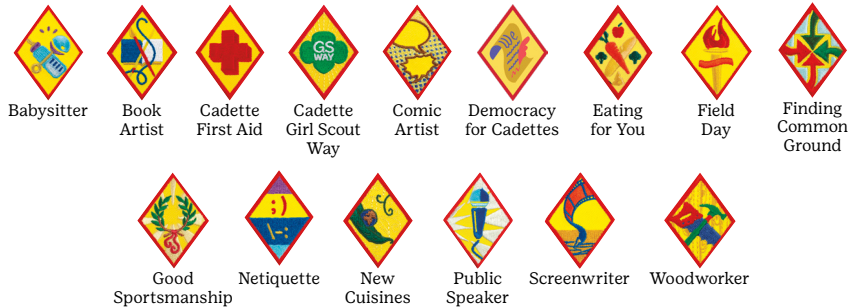 GS
WAY
Babysitter
Book
Artist
Cadette
First Aid
Cadette
Girl Scout
Way
Comic
Artist
Democracy
for Cadettes
Eating
for You
Field
Day
Finding
Common
Ground
;)
\-:
Good
Sportsmanship
Netiquette
New
Cuisines
Public
Speaker
Screenwriter
Woodworker